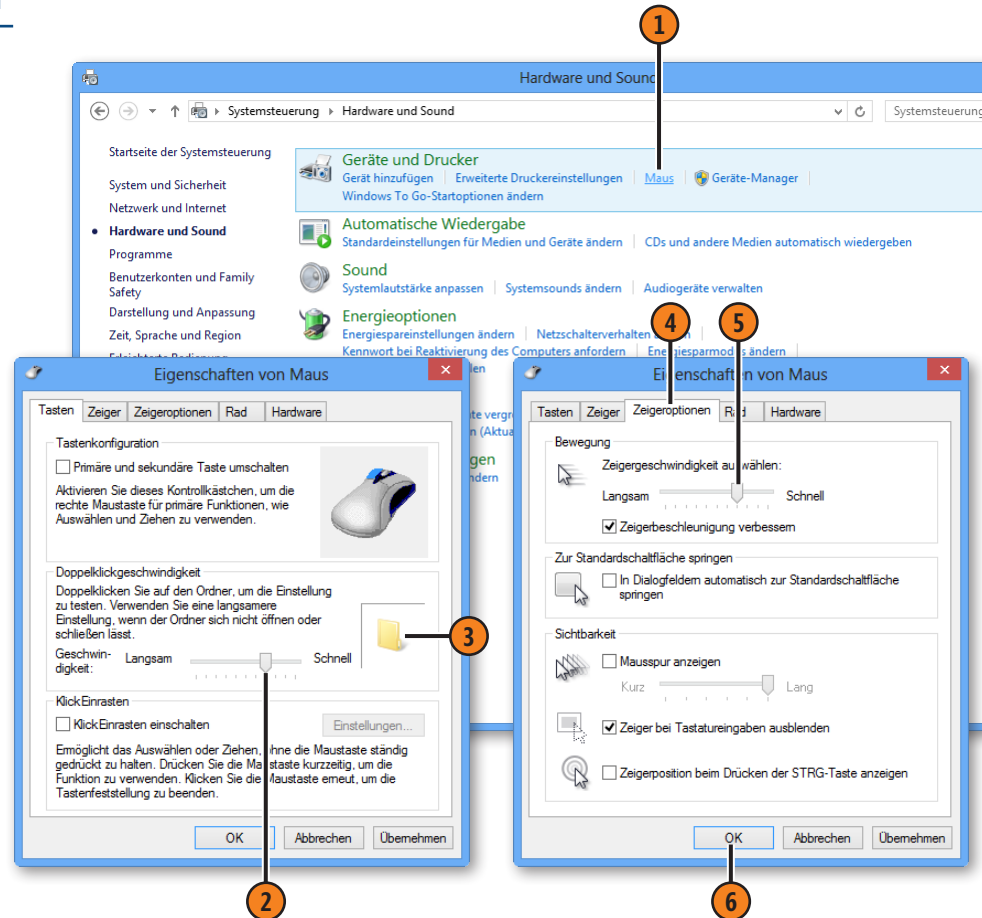 1
Hardware und Sound
Systemsteuerung Hardware und Sound
Systemsteuerung
Startseite der Systemsteuerung
System und Sicherheit
Netzwerk und Internet
Hardware und Sound
Programme
Benutzerkonten und Family
Safety
Darstellung und Anpassung
Zeit, Sprache und Region
Geräte und Drucker
Gerät hinzufügen Erweiterte Druckereinstellungen Maus Geräte-Manager
Windows To Go-Startoptionen ändern
Automatische Wiedergabe
Standardeinstellungen für Medien und Geräte ändern CDs und andere Medien automatisch wiedergeben
Sound
Systemlautstärke anpassen Systemsounds ändern Audiogeräte verwalten
Energieoptionen
Energiespareinstellungen ändern Netzschalterverhalten
Kennwort bei Reaktivierung des Computers anfordern Energiesparmodus ändern
4
5
Eigenschaften von Maus
Tasten Zeiger Zeigeroptionen Rad Hardware
Tastenkonfiguration
Primäre und sekundäre Taste umschalten
Aktivieren Sie dieses Kontrollkästchen, um die
rechte Maustaste für primäre Funktionen, wie
Auswählen und Ziehen zu verwenden.
Doppelklickgeschwindigkeit
Doppelklicken Sie auf den Ordner, um die Einstellung
zu testen. Verwenden Sie eine langsamere
Einstellung, wenn der Ordner sich nicht öffnen oder
schließen lässt.
Geschwin-
digkeit:
Langsam Schnell
3
KlickEinrasten
KlickEinrasten einschalten Einstellungen...
Ermöglicht das Auswählen oder Ziehen, ohne die Maustaste ständig
gedrückt zu halten. Drücken Sie die Maustaste kurzzeitig, um die
Funktion zu verwenden. Klicken Sie die Maustaste erneut, um die
Tastenfeststellung zu beenden.
OK Abbrechen Übernehmen
2
Eigenschaften von Maus
Tasten Zeiger Zeigeroptionen Rad Hardware
Bewegung
Zeigergeschwindigkeit auswählen:
Langsam Schnell
Zeigerbeschleunigung verbessern
Zur Standardschaltfläche springen
In Dialogfeldern automatisch zur Standardschaltfläche
springen
Sichtbarkeit
Mausspur anzeigen
Kurz Lang
Zeiger bei Tastatureingaben ausblenden
Zeigerposition beim Drücken der STRG-Taste anzeigen
OK Abbrechen Übernehmen
6